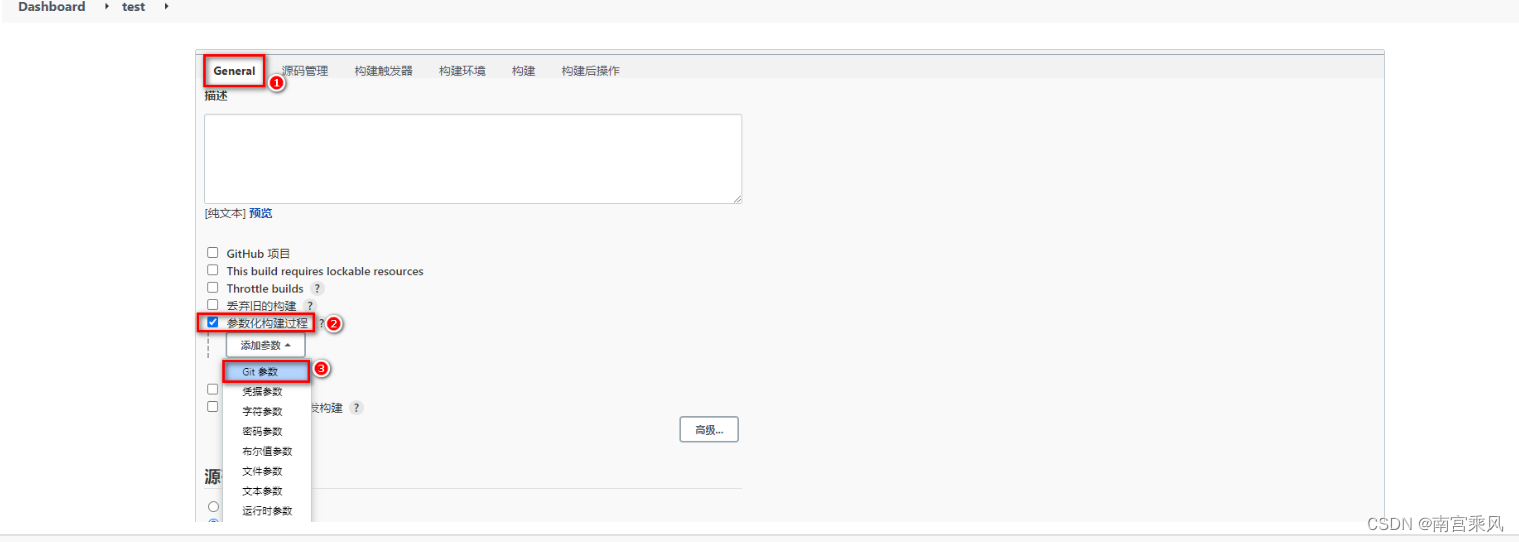 Dashboard test
General 源码管理 构建触发器 构建环境 构建 构建后操作
1
描述
[纯文本] 预览
GitHub 项目
This build requires lockable resources
Throttle builds ?
丢弃旧的构建 ?
参数化构建过程 ? 2
添加参数
Git 参数 3
凭据参数
字符参数
发构建 ?
密码参数
高级...
布尔值参数
文件参数
源
文本参数
运行时参数
CSDN @南宫乘风